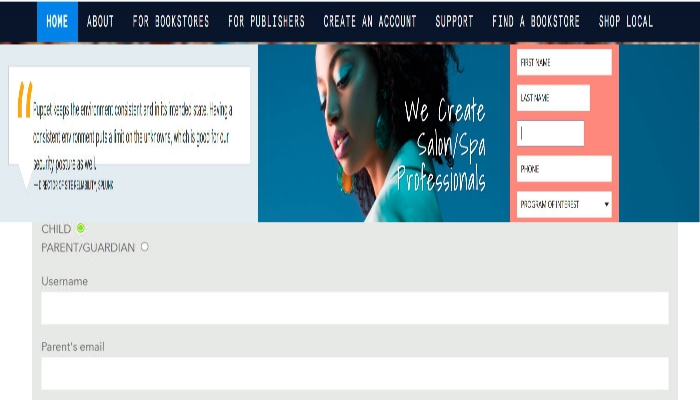 HOME ABOUT FOR BOOKSTORES FOR PUBLISHERS CREATE AN ACCOUNT SUPPORT FIND A BOOKSTORE SHOP LOCAL
Puppet keeps the environment consistent and in its intended state. Having a
consistent environment puts a limit on the unknowns, which is good for our
security posture as well.
— DIRECTOR OF SITE RELIABILITY, SPLUNK
We Create
Salon/Spa
Professionals
FIRST NAME
LAST NAME
PHONE
PROGRAM OF INTEREST
CHILD
PARENT/GUARDIAN
Username
Parent's email